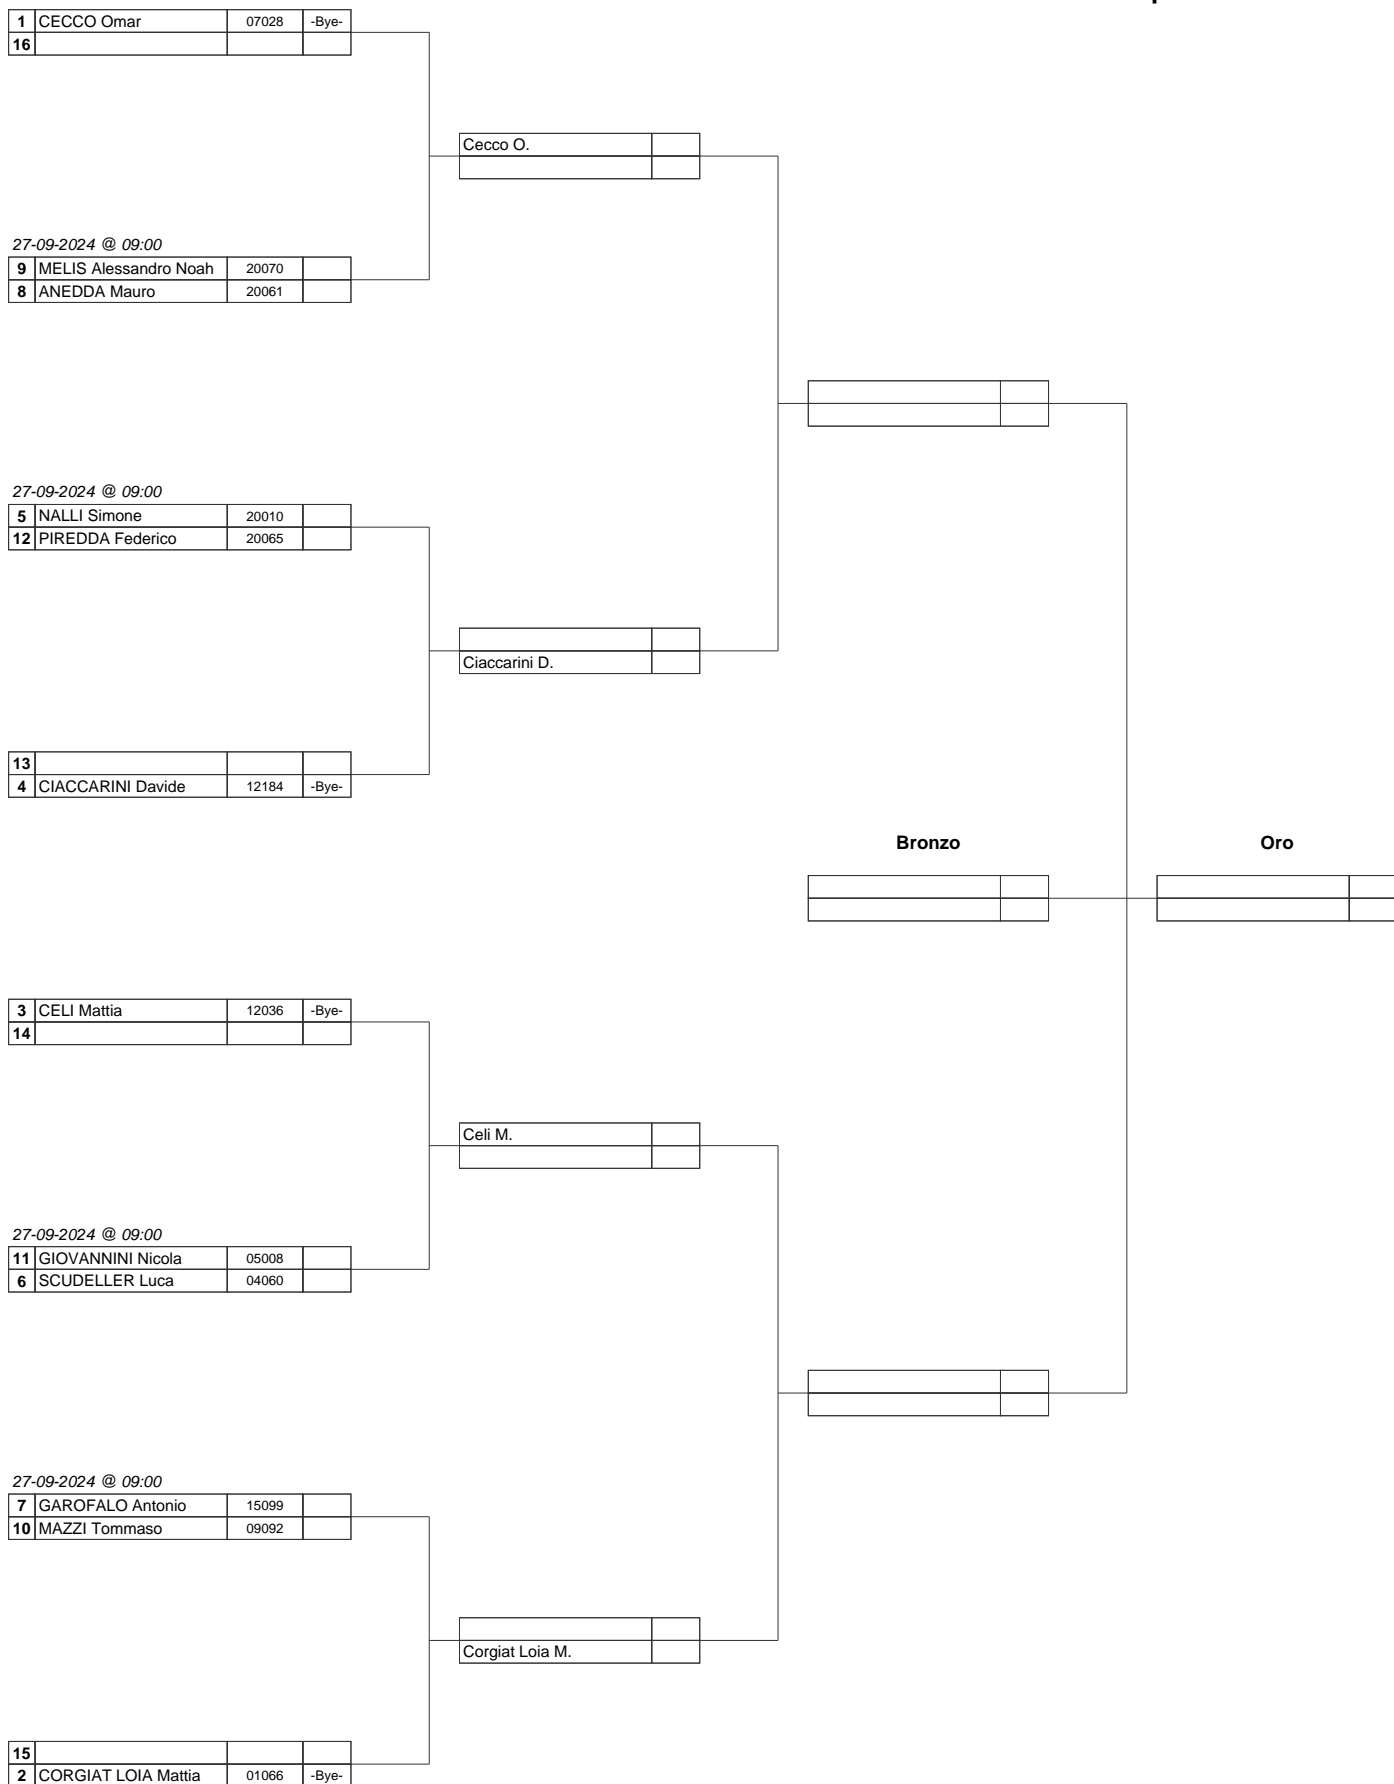 1 CECCO Omar 07028 -Bye-
16
Cecco O.
27-09-2024 @ 09:00
9 MELIS Alessandro Noah 20070
8 ANEDDA Mauro 20061
27-09-2024 @ 09:00
5 NALLI Simone 20010
12 PIREDDA Federico 20065
Ciaccarini D.
13
4 CIACCARINI Davide 12184 -Bye-
Bronzo Oro
3 CELI Mattia 12036 -Bye-
14
Celi M.
27-09-2024 @ 09:00
11 GIOVANNINI Nicola 05008
6 SCUDELLER Luca 04060
27-09-2024 @ 09:00
7 GAROFALO Antonio 15099
10 MAZZI Tommaso 09092
Corgiat Loia M.
15
2 CORGIAT LOIA Mattia 01066 -Bye-